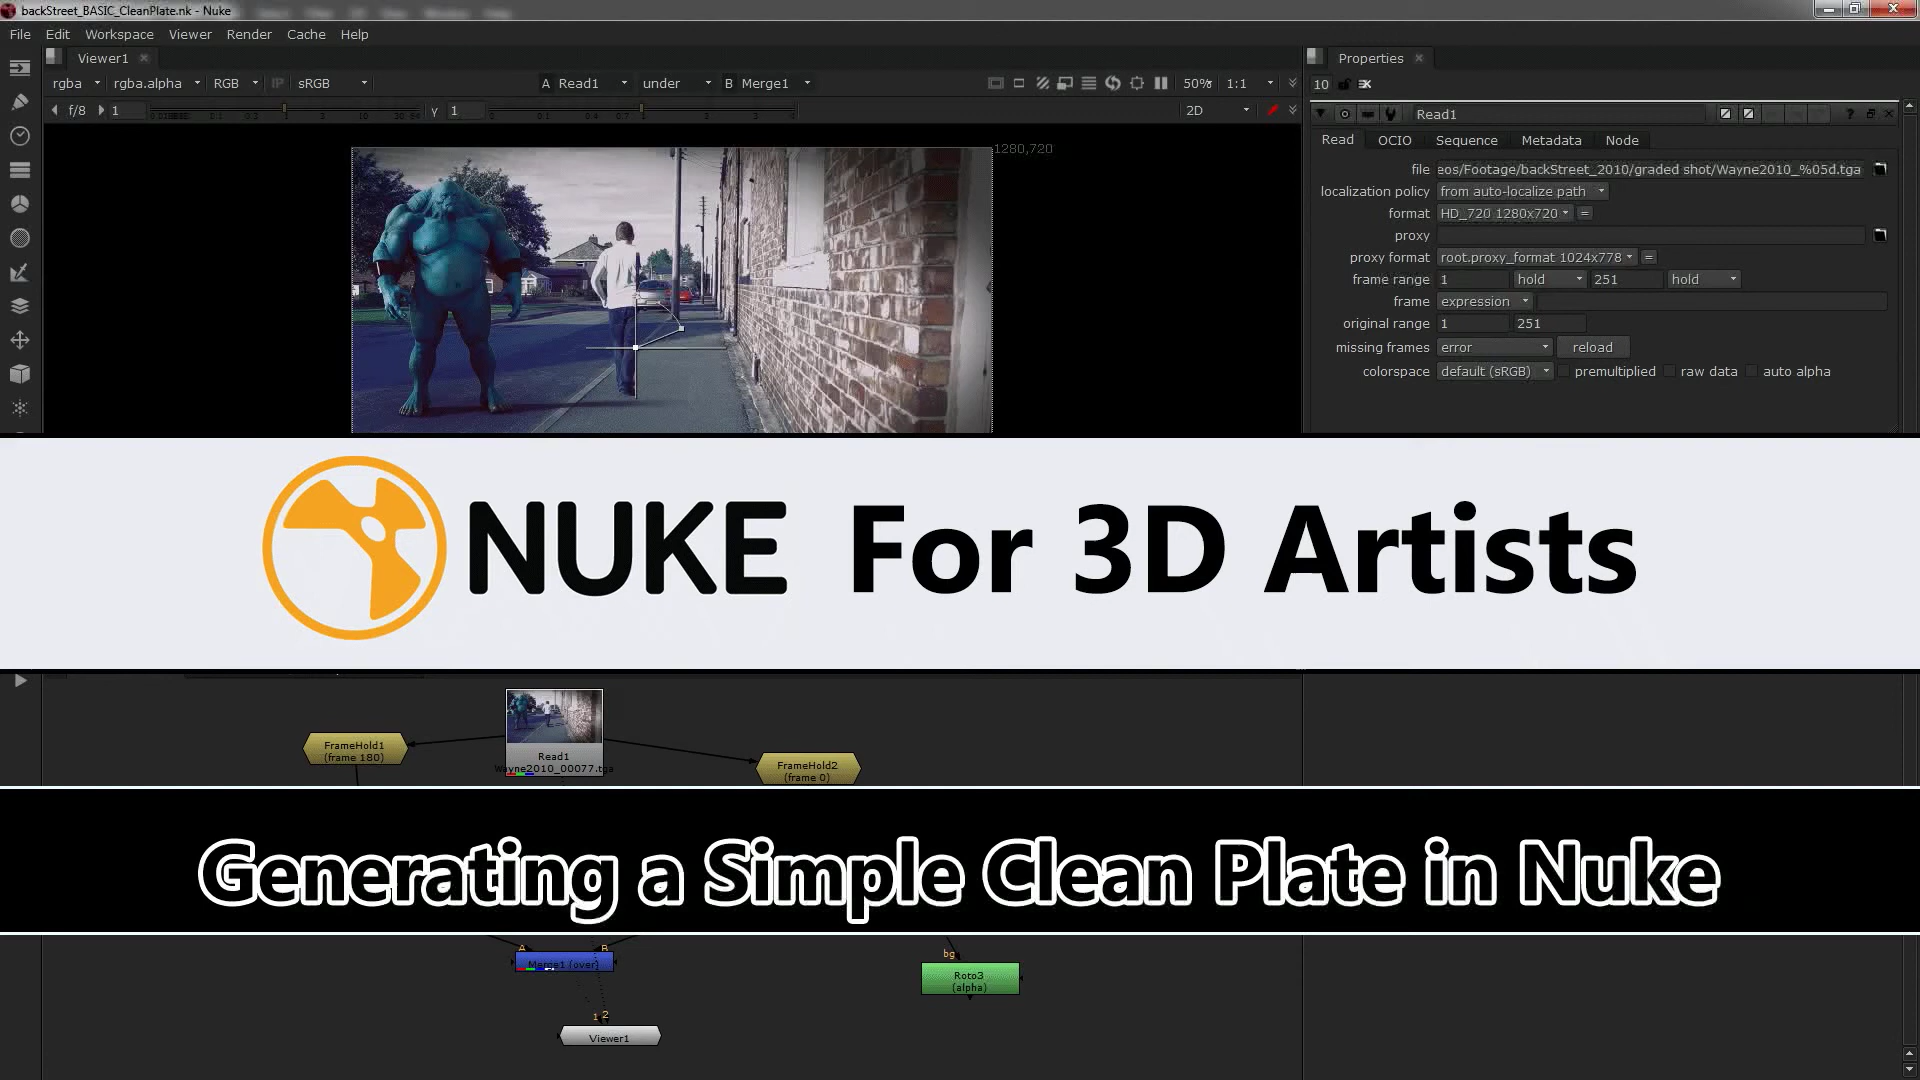 backStreet_BASIC_CleanPlate.nk - Nuke
File Edit Workspace Viewer Render Cache Help
Viewer1
Properties
rgba rgba.alpha RGB IP sRGB A Read1 under B Merge1 50% 1:1
10
f/8 1 γ 1 2D
Read1
1280,720
Read OCIO Sequence Metadata Node
file eos/Footage/backStreet_2010/graded shot/Wayne2010_%05d.tga
localization policy from auto-localize path
format HD_720 1280x720 =
proxy
proxy format root.proxy_format 1024x778 =
frame range 1 hold 251 hold
frame expression
original range 1 251
missing frames error reload
colorspace default (sRGB) premultiplied raw data auto alpha
NUKE For 3D Artists
FrameHold1
(frame 180)
Read1
Wayne2010_00077.tga
FrameHold2
(frame 0)
Generating a Simple Clean Plate in Nuke
A B
Merge1 (over)
bg
Roto3
(alpha)
1 2
Viewer1